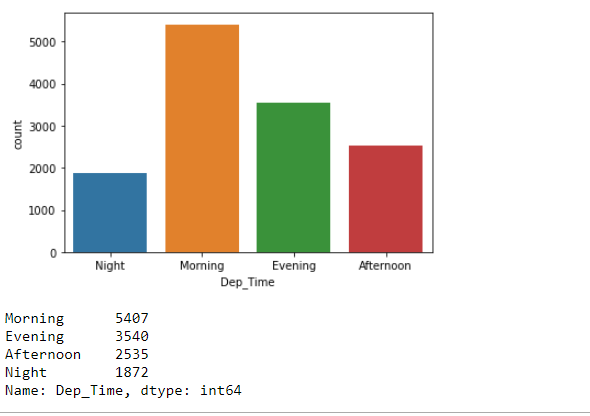 5000
4000
3000
2000
1000
0
count
Night Morning Evening Afternoon
Dep_Time
Morning 5407
Evening 3540
Afternoon 2535
Night 1872
Name: Dep_Time, dtype: int64